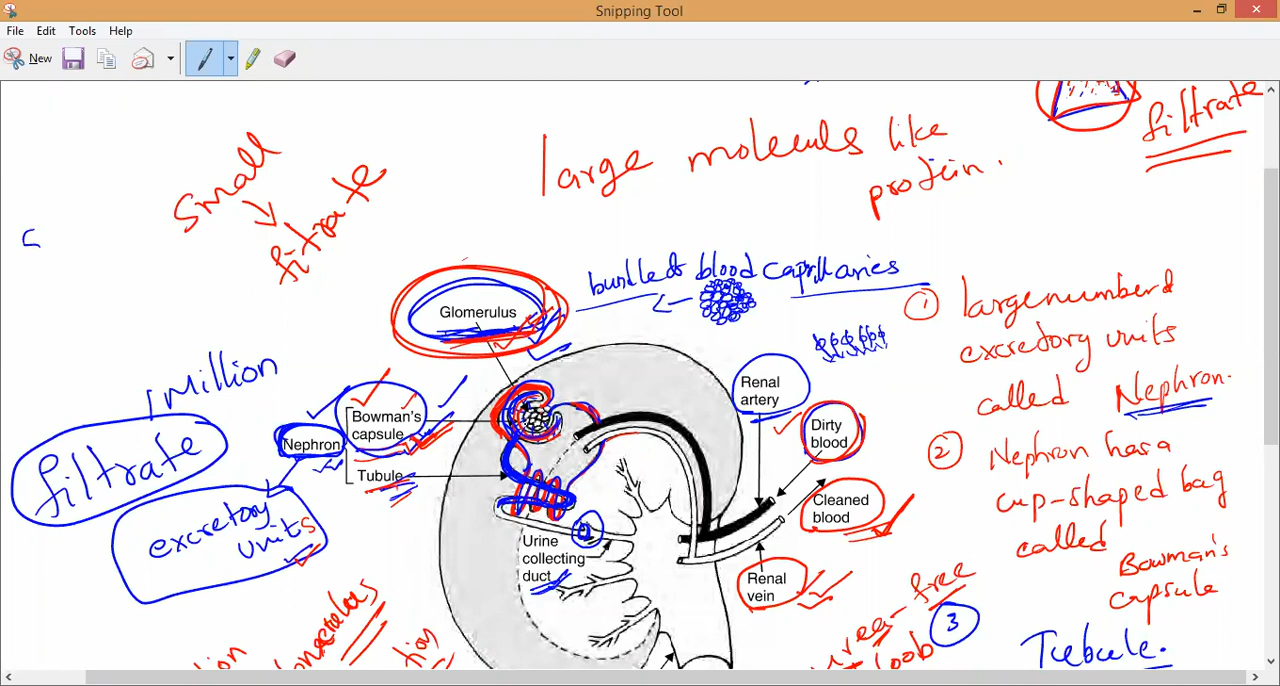 Snipping Tool
File Edit Tools Help
New
filtrate
large molecules like
protein.
Small
filtrate
bundle of blood capillaries
Glomerulus
1 large number of
excretory units
called Nephron.
1 Million
Renal
artery
Bowman's
capsule
Dirty
blood
Nephron
2 Nephron has a
cup-shaped bag
called
Bowman's
capsule
filtrate
Tubule
Cleaned
blood
excretory
units
Urine
collecting
duct
Renal
vein
urea-free
3
Tubule.